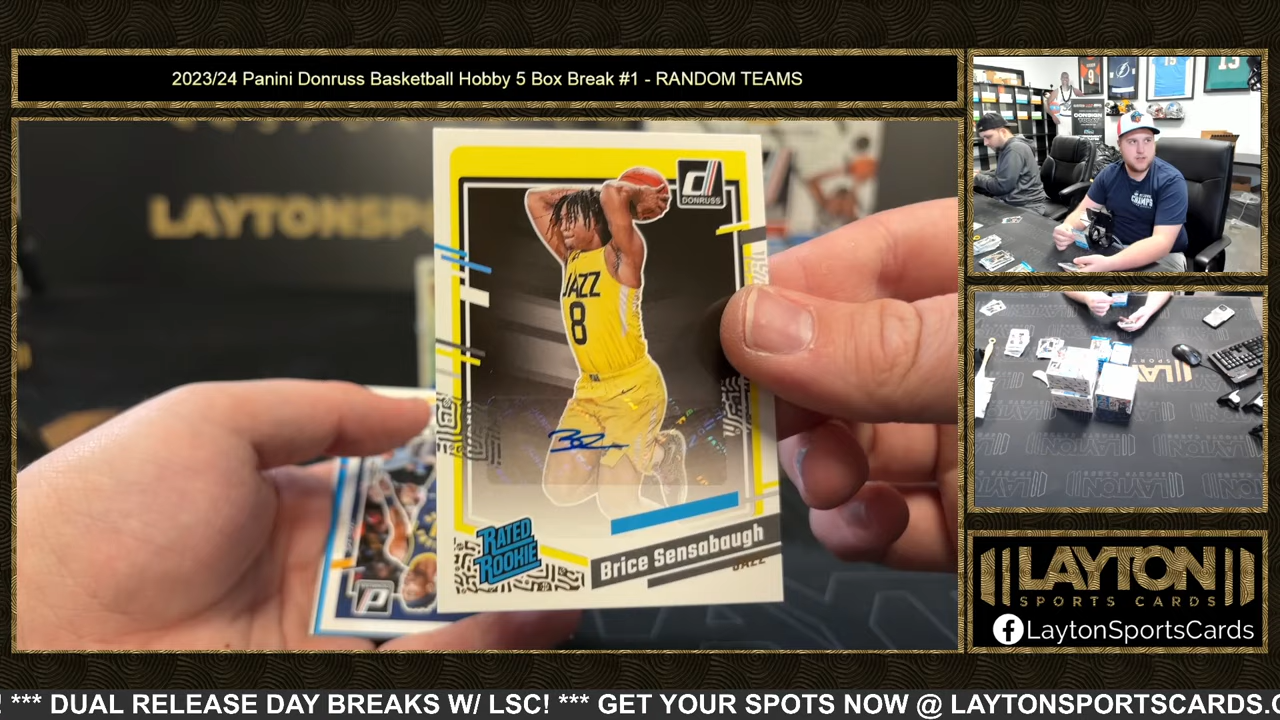 2023/24 Panini Donruss Basketball Hobby 5 Box Break #1 - RANDOM TEAMS
LAYTONSP
DONRUSS
JAZZ
8
RATED
ROOKIE
Brice Sensabaugh
JAZZ
LAYTON
SPORTS CARDS
LaytonSportsCards
! *** DUAL RELEASE DAY BREAKS W/ LSC! *** GET YOUR SPOTS NOW @ LAYTONSPORTSCARDS.C